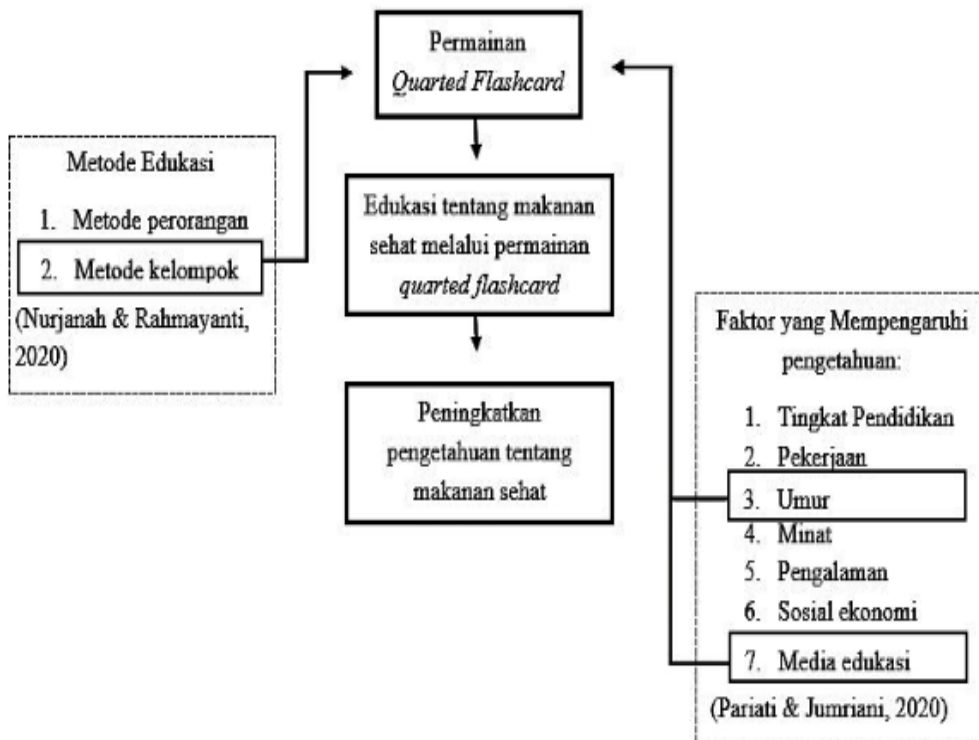 Permainan
Quarted Flashcard
Metode Edukasi
1. Metode perorangan
2. Metode kelompok
(Nurjanah & Rahmayanti,
2020)
Edukasi tentang makanan
sehat melalui permainan
quarted flashcard
Peningkatkan
pengetahuan tentang
makanan sehat
Faktor yang Mempengaruhi
pengetahuan:
1. Tingkat Pendidikan
2. Pekerjaan
3. Umur
4. Minat
5. Pengalaman
6. Sosial ekonomi
7. Media edukasi
(Pariati & Jumriani, 2020)